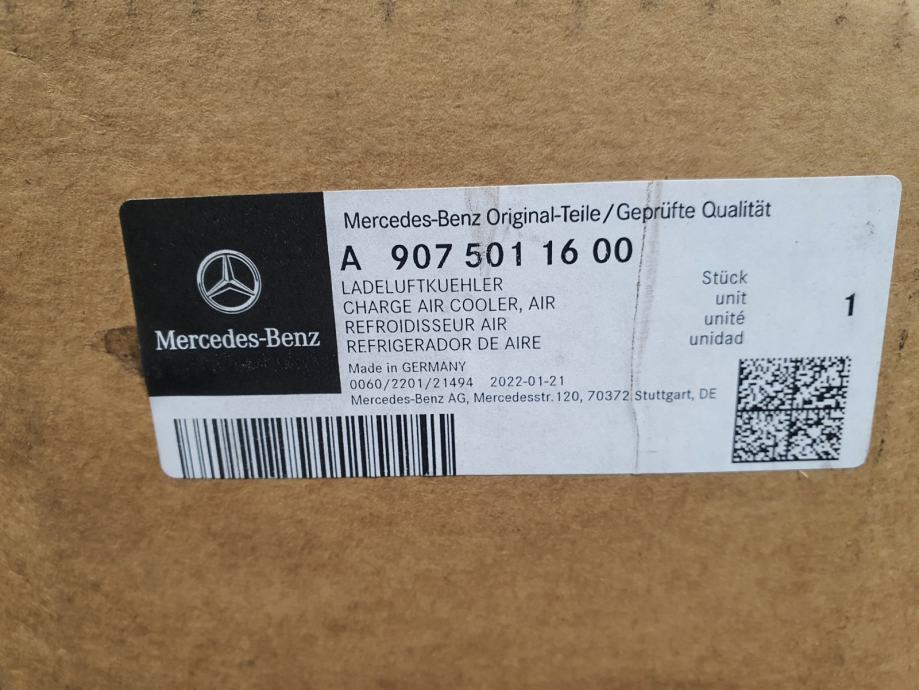 Mercedes-Benz Original-Teile/Geprüfte Qualität
A 907 501 16 00
LADELUFTKUEHLER
CHARGE AIR COOLER, AIR
REFROIDISSEUR AIR
REFRIGERADOR DE AIRE
Stück
unit
unité
unidad
1
Mercedes-Benz
Made in GERMANY
0060/2201/21494 2022-01-21
Mercedes-Benz AG, Mercedesstr.120, 70372 Stuttgart, DE